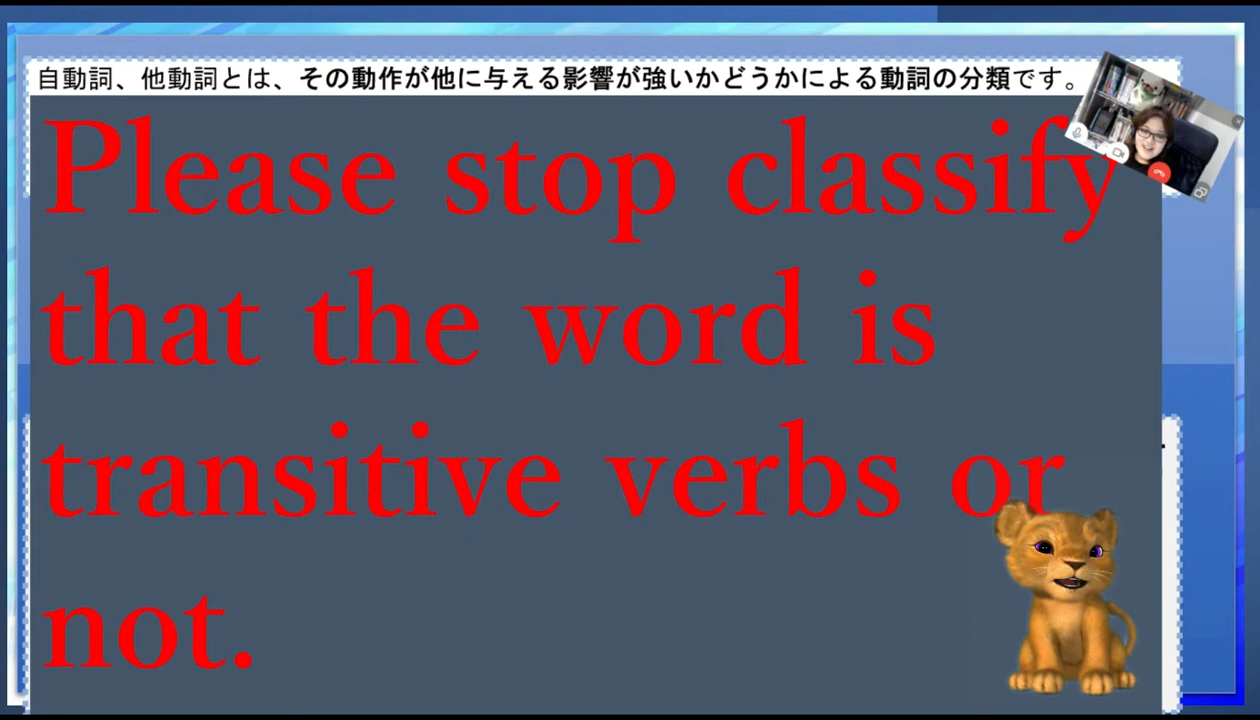 自動詞、他動詞とは、その動作が他に与える影響が強いかどうかによる動詞の分類です。
Please stop classify
that the word is
transitive verbs or
not.